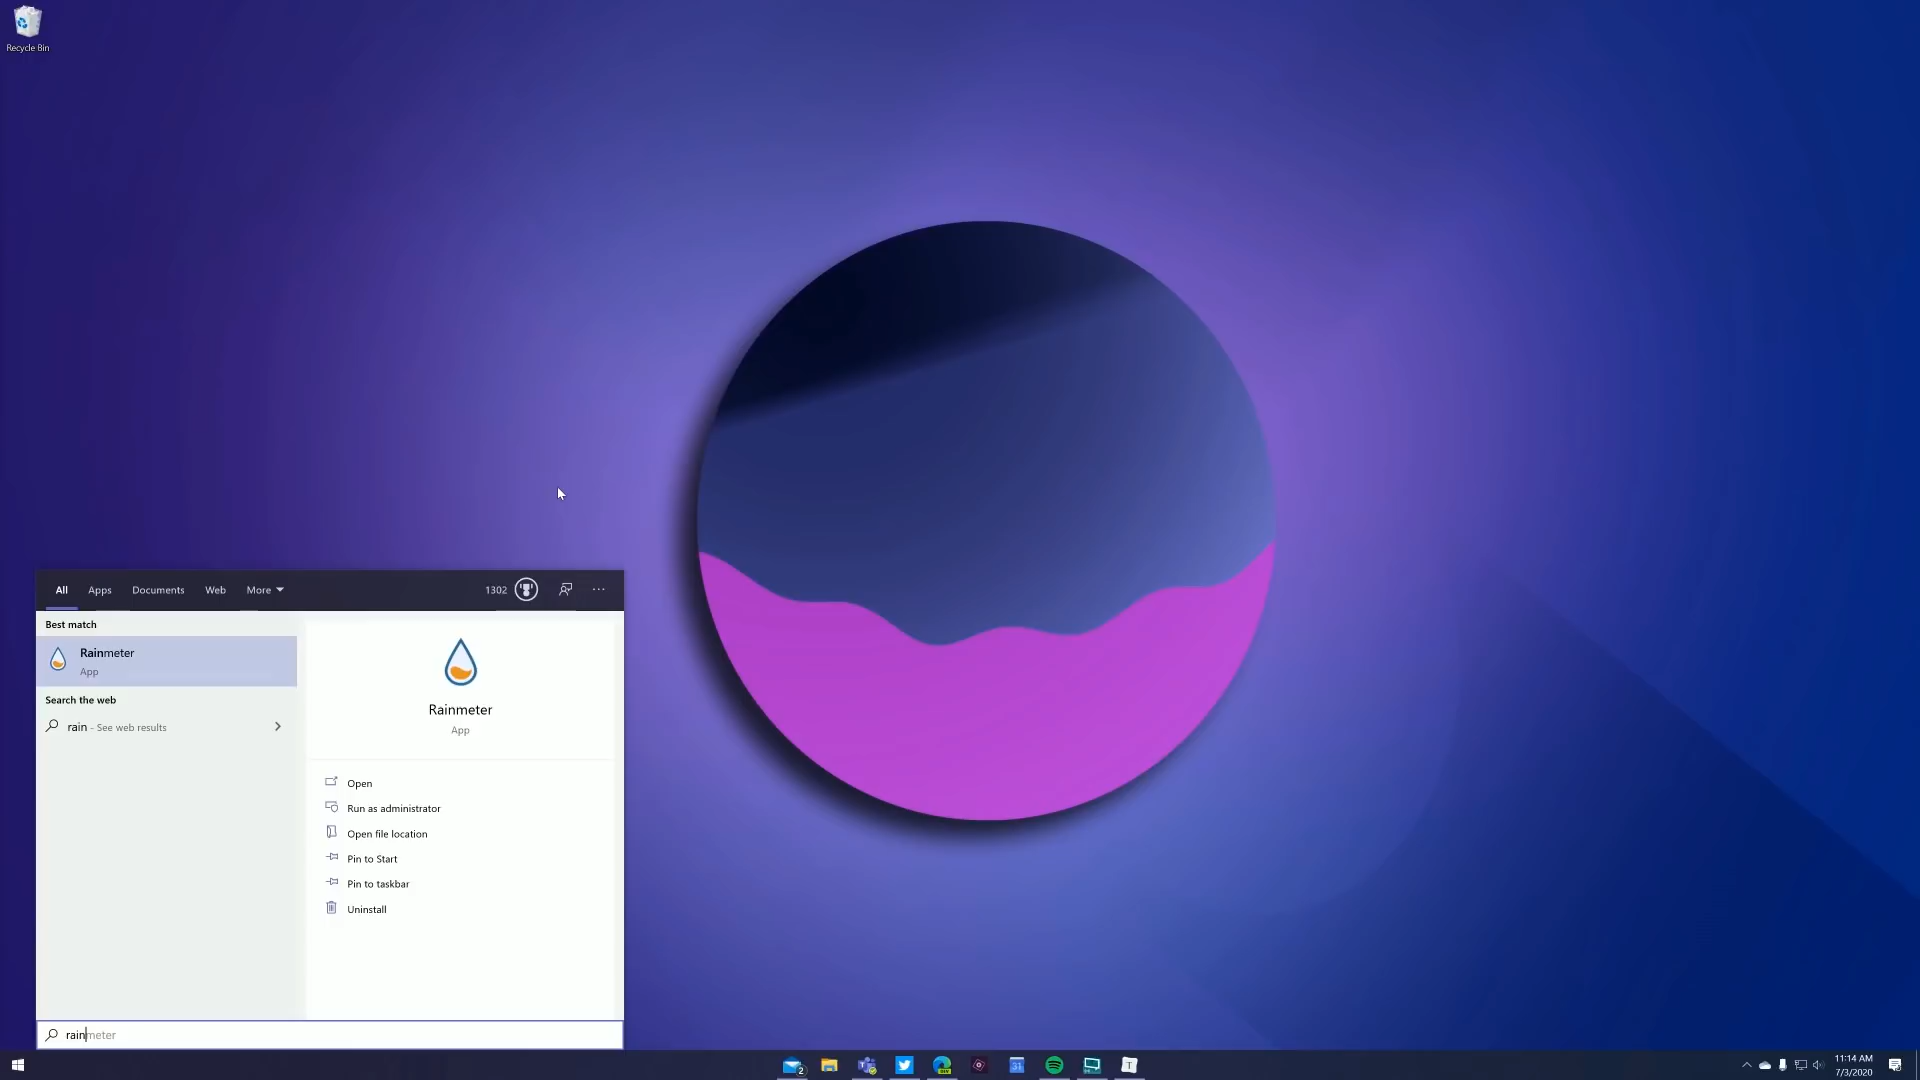 Recycle Bin
All Apps Documents Web More 1302 ...
Best match
Rainmeter
App
Search the web
rain - See web results
Rainmeter
App
Open
Run as administrator
Open file location
Pin to Start
Pin to taskbar
Uninstall
rainmeter
2
31
T
11:14 AM
7/3/2020